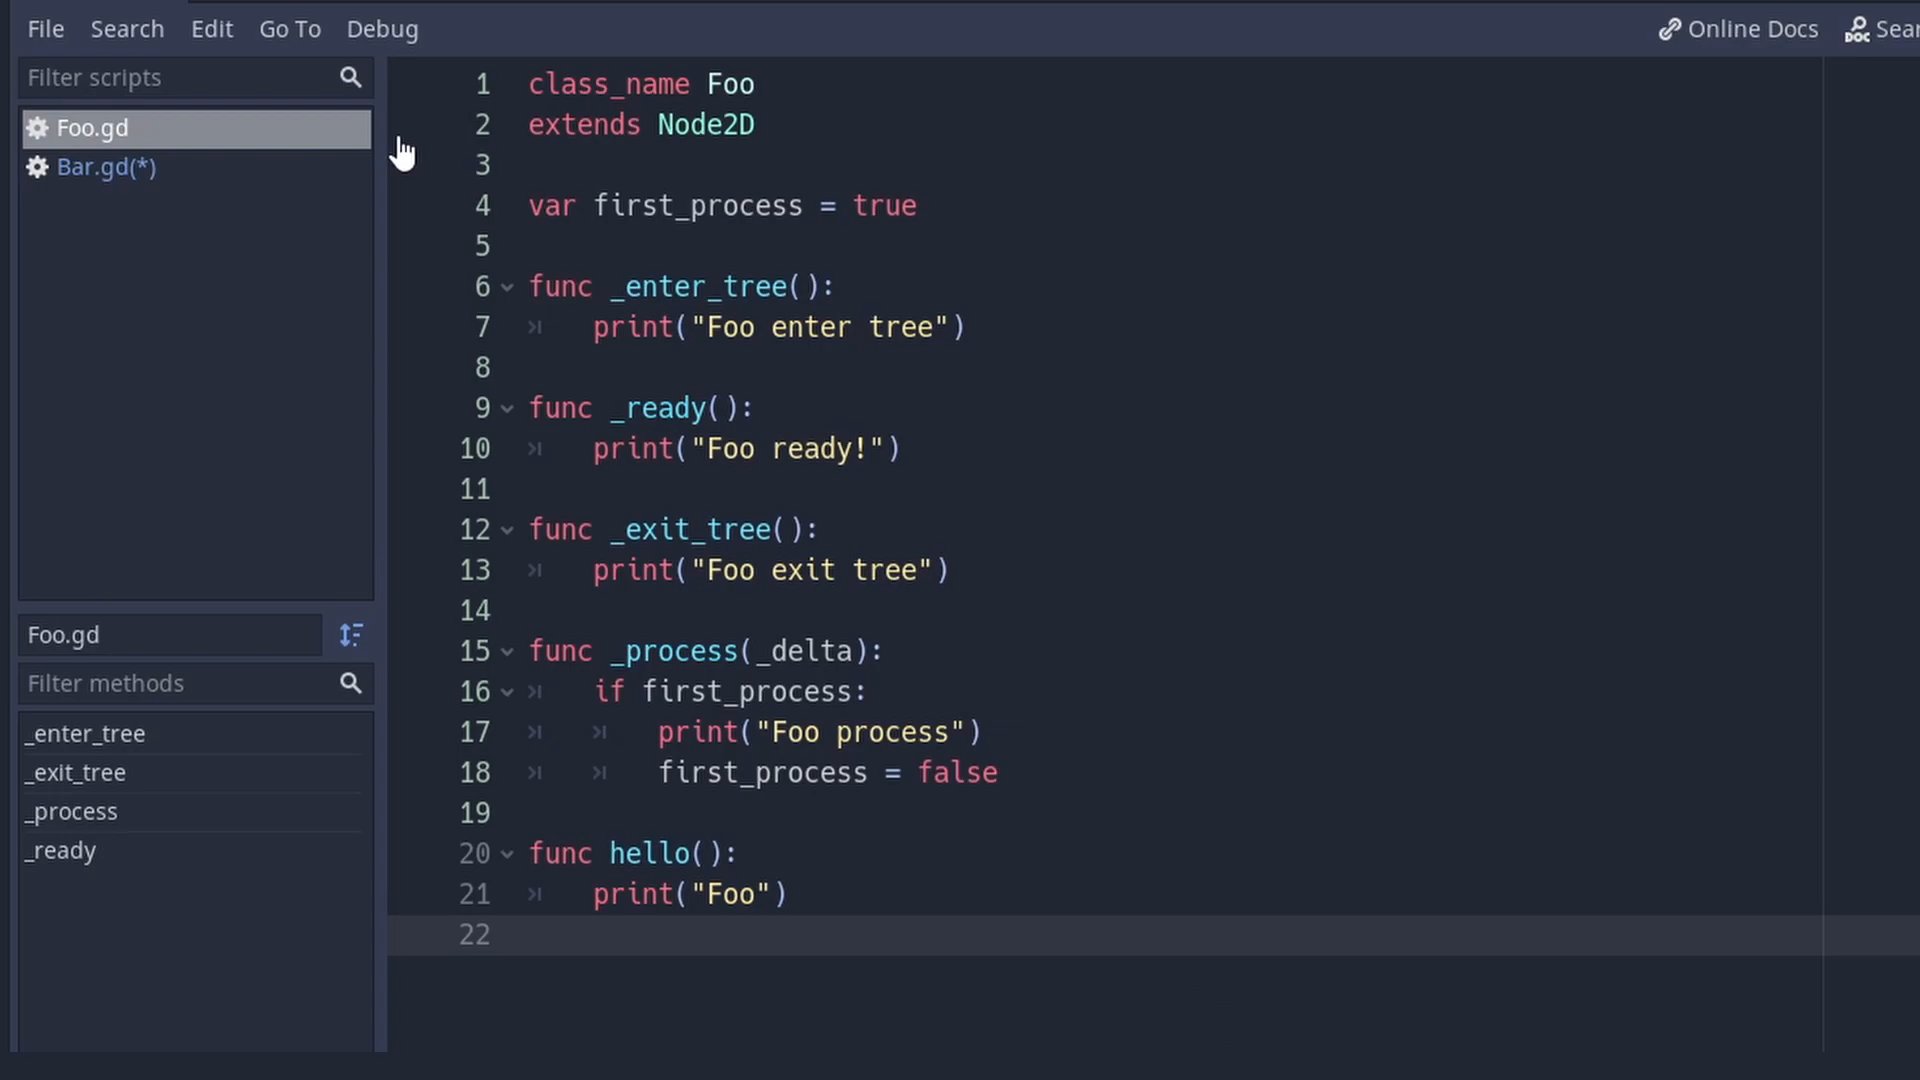 File Search Edit Go To Debug Online Docs
Filter scripts
Foo.gd
Bar.gd(*)
Foo.gd
Filter methods
_enter_tree
_exit_tree
_process
_ready
1 class_name Foo
2 extends Node2D
3
4 var first_process = true
5
6 func _enter_tree():
7 print("Foo enter tree")
8
9 func _ready():
10 print("Foo ready!")
11
12 func _exit_tree():
13 print("Foo exit tree")
14
15 func _process(_delta):
16 if first_process:
17 print("Foo process")
18 first_process = false
19
20 func hello():
21 print("Foo")
22